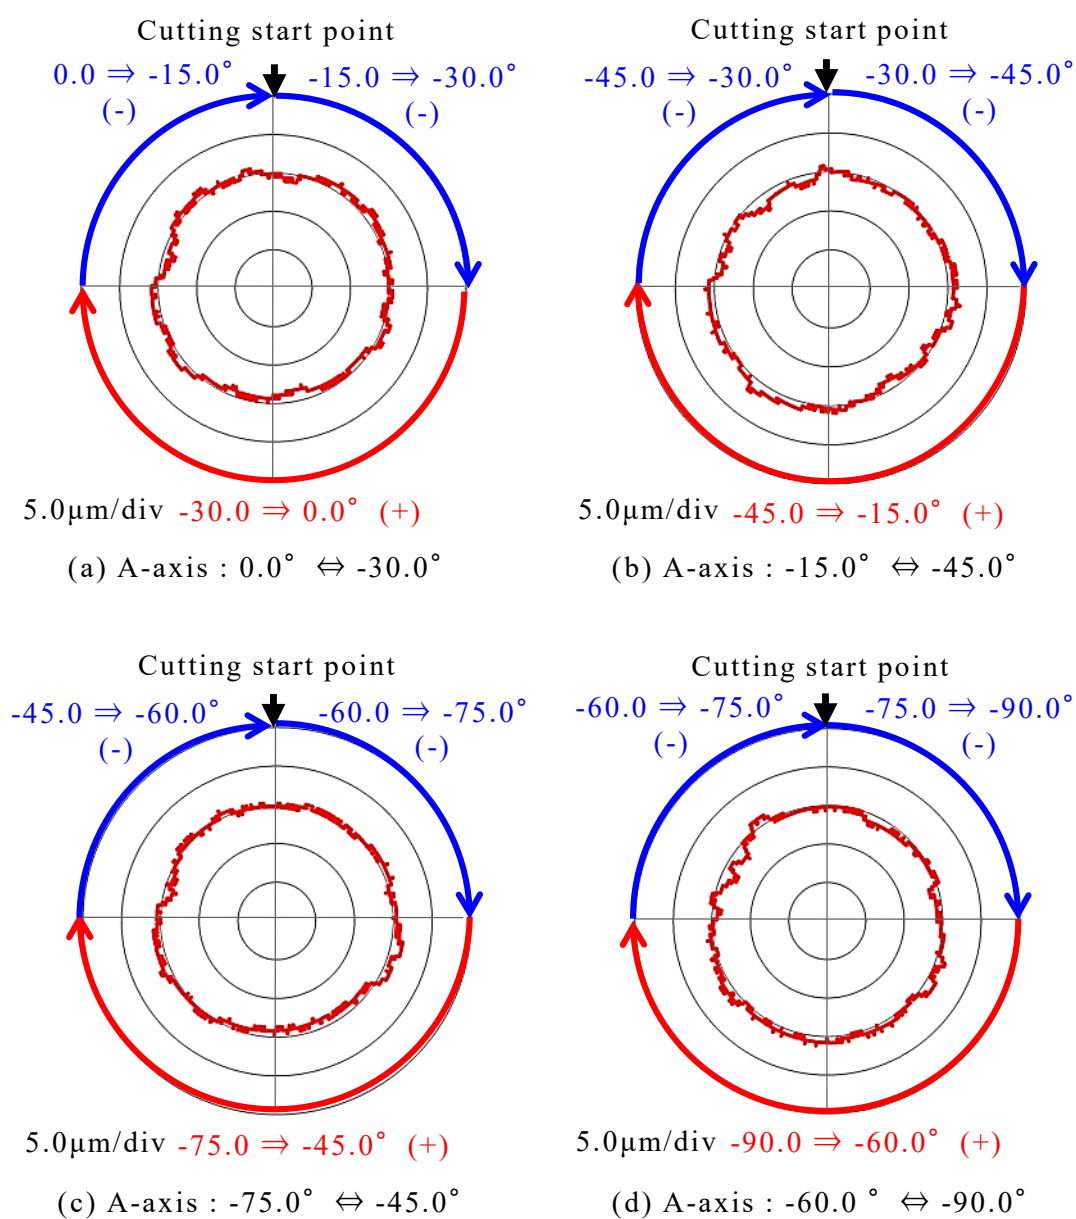 Cutting start point
0.0 ⇒ -15.0°
(-)
-15.0 ⇒ -30.0°
(-)
5.0μm/div -30.0 ⇒ 0.0° (+)
(a) A-axis : 0.0° ⇔ -30.0°
Cutting start point
-45.0 ⇒ -30.0°
(-)
-30.0 ⇒ -45.0°
(-)
5.0μm/div -45.0 ⇒ -15.0° (+)
(b) A-axis : -15.0° ⇔ -45.0°
Cutting start point
-45.0 ⇒ -60.0°
(-)
-60.0 ⇒ -75.0°
(-)
5.0μm/div -75.0 ⇒ -45.0° (+)
(c) A-axis : -75.0° ⇔ -45.0°
Cutting start point
-60.0 ⇒ -75.0°
(-)
-75.0 ⇒ -90.0°
(-)
5.0μm/div -90.0 ⇒ -60.0° (+)
(d) A-axis : -60.0 ° ⇔ -90.0°